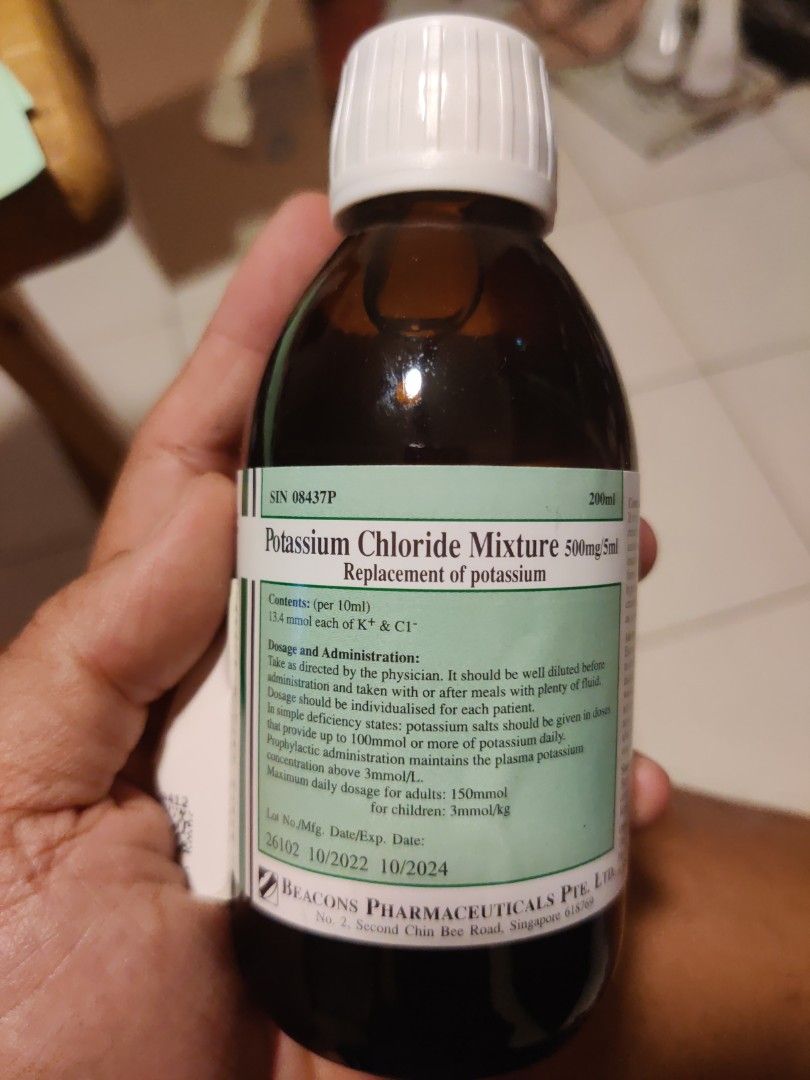 SIN 08437P 200ml
Potassium Chloride Mixture 500mg/5ml
Replacement of potassium
Contents: (per 10ml)
13.4 mmol each of K+ & C1-
Dosage and Administration:
Take as directed by the physician. It should be well diluted before
administration and taken with or after meals with plenty of fluid.
Dosage should be individualised for each patient.
In simple deficiency states: potassium salts should be given in doses
that provide up to 100mmol or more of potassium daily.
Prophylactic administration maintains the plasma potassium
concentration above 3mmol/L.
Maximum daily dosage for adults: 150mmol
for children: 3mmol/kg
Lot No./Mfg. Date/Exp. Date:
26102 10/2022 10/2024
BEACONS PHARMACEUTICALS PTE. LTD.
No. 2, Second Chin Bee Road, Singapore 618769